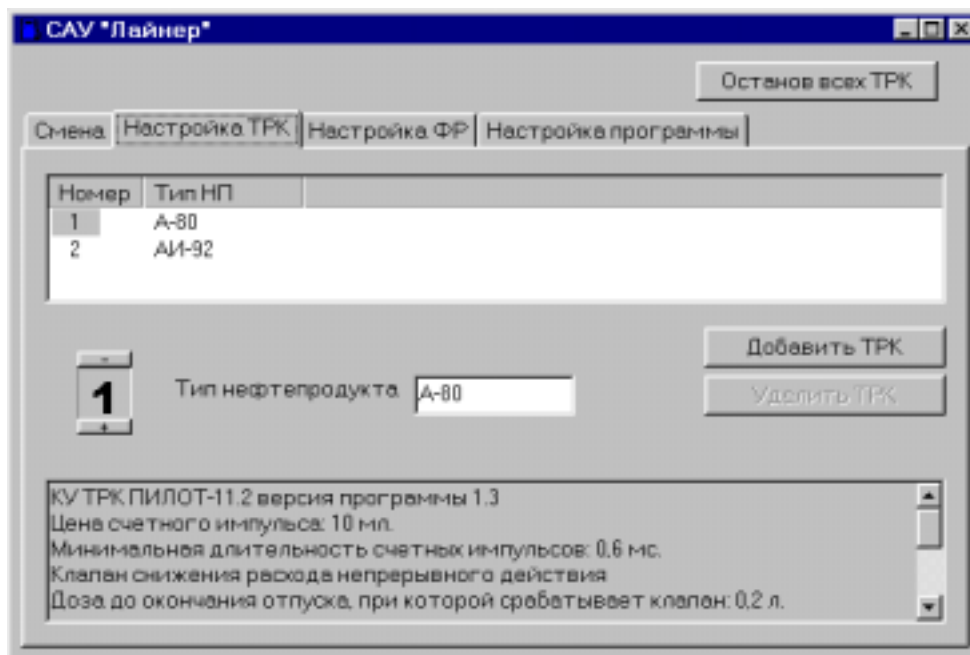 САУ "Лайнер"
Останов всех ТРК
Смена Настройка ТРК Настройка ФР Настройка программы
Номер Тип НП
1 А-80
2 АИ-92
Добавить ТРК
-
1 Тип нефтепродукта А-80
+
Удалить ТРК
КУ ТРК ПИЛОТ-11.2 версия программы 1.3
Цена счетного импульса: 10 мл.
Минимальная длительность счетных импульсов: 0,6 мс.
Клапан снижения расхода непрерывного действия
Доза до окончания отпуска, при которой срабатывает клапан: 0,2 л.